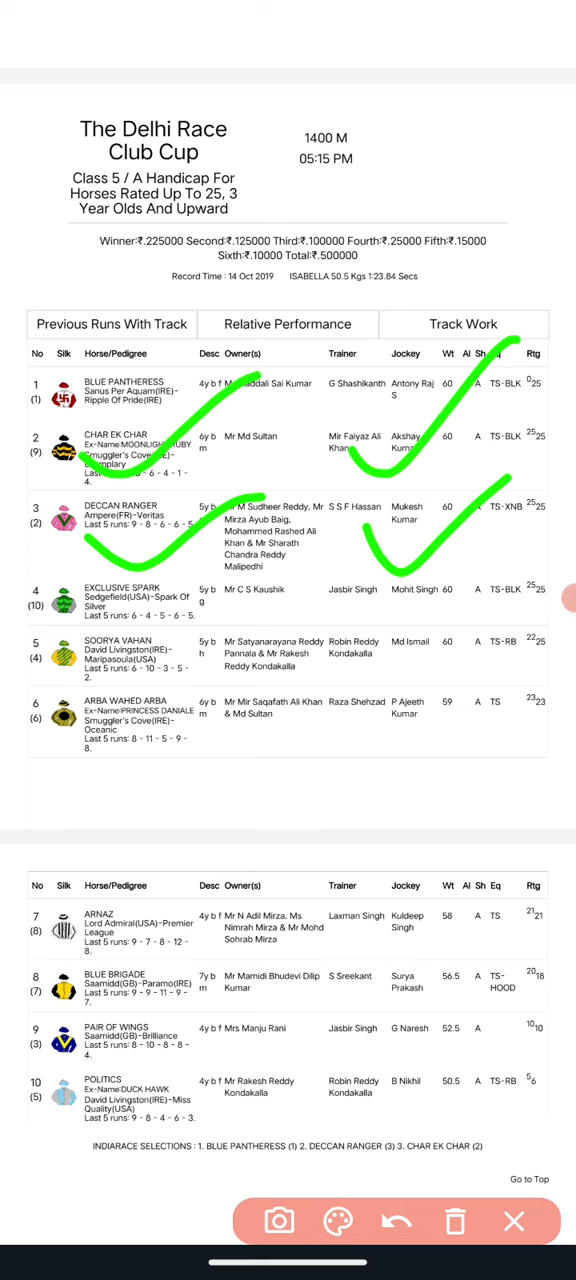 The Delhi Race
Club Cup
1400 M
05:15 PM
Class 5 / A Handicap For
Horses Rated Up To 25, 3
Year Olds And Upward
Winner:₹.225000 Second:₹.125000 Third:₹.100000 Fourth:₹.25000 Fifth:₹.15000
Sixth:₹.10000 Total:₹.500000
Record Time : 14 Oct 2019 ISABELLA 50.5 Kgs 1:23.84 Secs
Previous Runs With Track Relative Performance Track Work
No Silk Horse/Pedigree Desc Owner(s) Trainer Jockey Wt Al Sh Rtg
1 BLUE PANTHERESS 4y b f Sai Kumar G Shashikanth Antony Raj 60 A TS-BLK 0 25
(1) Sanus Per Aquam(IRE)- S
Ripple Of Pride(IRE)
2 CHAR EK CHAR 6y b Mr Md Sultan Mir Faiyaz Ali Akshay 60 A TS-BLK 25 25
(9) m Khan
Smuggler's
Last - 6 - 4 - 1 -
4.
3 DECCAN RANGER 5y Sudheer Reddy, Mr S S F Hassan Mukesh 60 TS-XNB 25 25
(2) Ampere(FR)-Veritas Mirza Ayub Baig, Kumar
Last 5 runs: 9 - 8 - 6 - 6 - 5 Mohammed Rashed Ali
Khan & Mr Sharath
Chandra Reddy
Malipedhi
4 EXCLUSIVE SPARK 5y b Mr C S Kaushik Jasbir Singh Mohit Singh 60 A TS-BLK 25 25
(10) Sedgefield(USA)-Spark Of g
Silver
Last 5 runs: 6 - 4 - 5 - 6 - 5.
5 SOORYA VAHAN 5y b Mr Satyanarayana Reddy Robin Reddy Md Ismail 60 A TS-RB 22 25
(4) David Livingston(IRE)- h Pannala & Mr Rakesh Kondakalla
Maripasoula(USA) Reddy Kondakalla
Last 5 runs: 6 - 10 - 3 - 5 -
2.
6 ARBA WAHED ARBA 6y b Mr Mir Saqafath Ali Khan Raza Shehzad P Ajeeth 59 A TS 23 23
(6) Ex-Name:PRINCESS DANIALE m & Md Sultan Kumar
Smuggler's Cove(IRE)-
Oceanic
Last 5 runs: 8 - 11 - 5 - 9 -
8.
No Silk Horse/Pedigree Desc Owner(s) Trainer Jockey Wt Al Sh Eq Rtg
7 ARNAZ 4y b f Mr N Adil Mirza, Ms Laxman Singh Kuldeep 58 A TS 21 21
(8) Lord Admiral(USA)-Premier Nimrah Mirza & Mr Mohd Singh
League Sohrab Mirza
Last 5 runs: 9 - 7 - 8 - 12 -
8.
8 BLUE BRIGADE 7y b Mr Mamidi Bhudevi Dilip S Sreekant Surya 56.5 A TS- 20 18
(7) Saamidd(GB)-Paramo(IRE) m Kumar Prakash HOOD
Last 5 runs: 9 - 9 - 11 - 9 -
7.
9 PAIR OF WINGS 4y b f Mrs Manju Rani Jasbir Singh G Naresh 52.5 A 10 10
(3) Saamidd(GB)-Brilliance
Last 5 runs: 8 - 10 - 8 - 8 -
4.
10 POLITICS 4y b f Mr Rakesh Reddy Robin Reddy B Nikhil 50.5 A TS-RB 5 6
(5) Ex-Name:DUCK HAWK Kondakalla Kondakalla
David Livingston(IRE)-Miss
Quality(USA)
Last 5 runs: 9 - 8 - 4 - 6 - 3.
INDIARACE SELECTIONS : 1. BLUE PANTHERESS (1) 2. DECCAN RANGER (3) 3. CHAR EK CHAR (2)
Go to Top